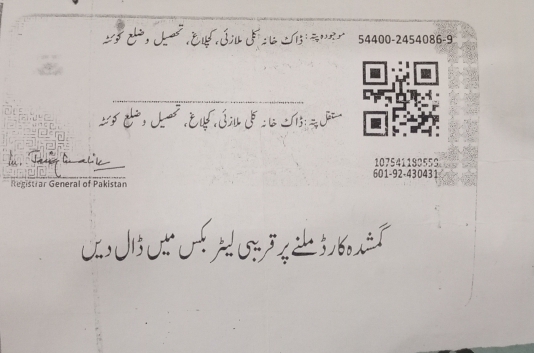 موجودہ پتہ: ڈاک خانہ کلی ملازئی، کچلاغ، تحصیل و ضلع کوئٹہ
54400-2454086-9
مستقل پتہ: ڈاک خانہ کلی ملازئی، کچلاغ، تحصیل و ضلع کوئٹہ
107541180555
601-92-430431
Registrar General of Pakistan
گمشدہ کارڈ ملنے پر قریبی لیٹر بکس میں ڈال دیں